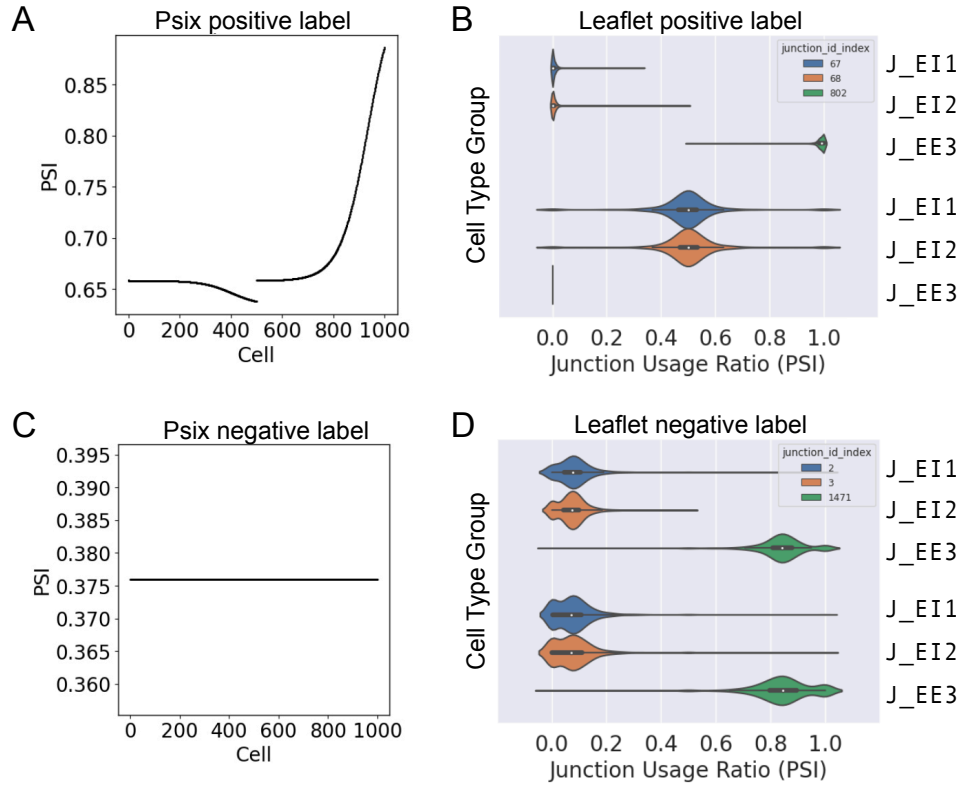 A
Psix positive label
PSI
0.85
0.80
0.75
0.70
0.65
0 200 400 600 800 1000
Cell
B
Leaflet positive label
Cell Type Group
junction_id_index
67
68
802
J_EI1
J_EI2
J_EE3
J_EI1
J_EI2
J_EE3
0.0 0.2 0.4 0.6 0.8 1.0
Junction Usage Ratio (PSI)
C
Psix negative label
PSI
0.395
0.390
0.385
0.380
0.375
0.370
0.365
0.360
0 200 400 600 800 1000
Cell
D
Leaflet negative label
Cell Type Group
junction_id_index
2
3
1471
J_EI1
J_EI2
J_EE3
J_EI1
J_EI2
J_EE3
0.0 0.2 0.4 0.6 0.8 1.0
Junction Usage Ratio (PSI)